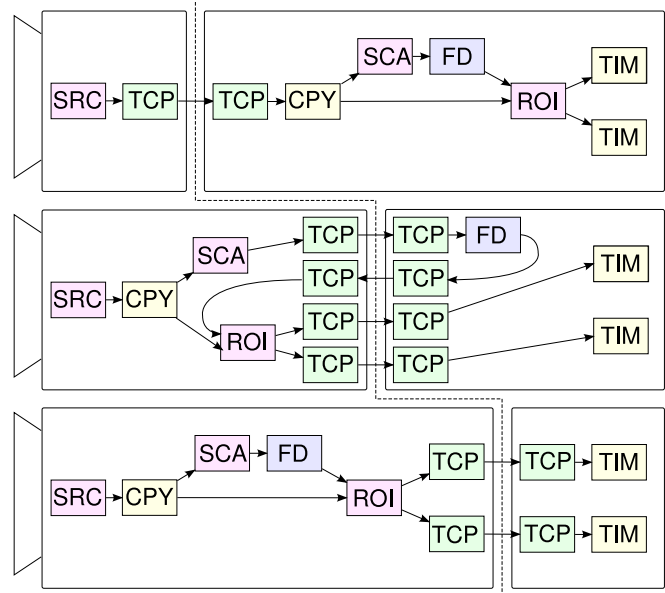 SCA FD TIM
SRC TCP TCP CPY ROI
TIM
TCP TCP FD
SCA TIM
TCP TCP
SRC CPY
ROI TCP TCP TIM
TCP TCP
SCA FD TCP TCP TIM
SRC CPY ROI
TCP TCP TIM